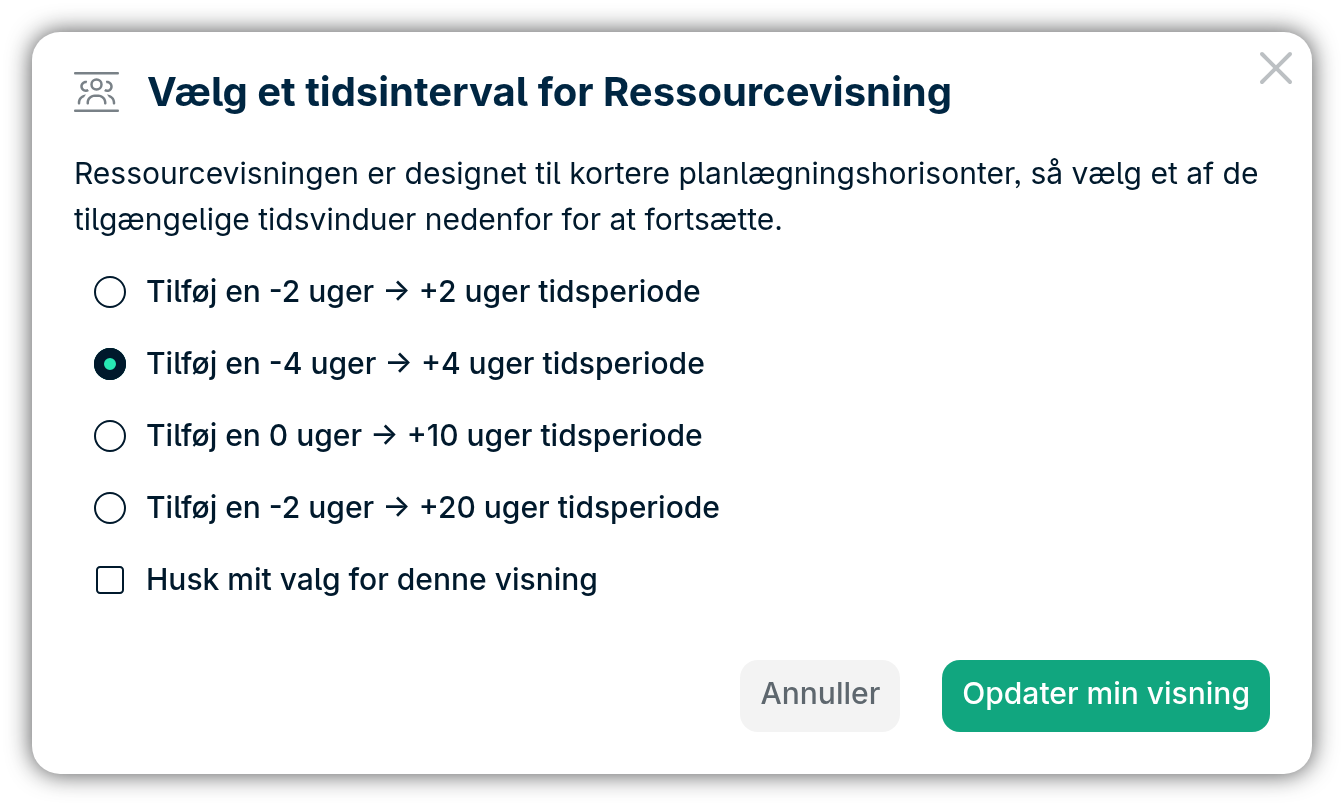 Vælg et tidsinterval for Ressourcevisning
Ressourcevisningen er designet til kortere planlægningshorisonter, så vælg et af de
tilgængelige tidsvinduer nedenfor for at fortsætte.
Tilføj en -2 uger → +2 uger tidsperiode
Tilføj en -4 uger → +4 uger tidsperiode
Tilføj en 0 uger → +10 uger tidsperiode
Tilføj en -2 uger → +20 uger tidsperiode
Husk mit valg for denne visning
Annuller
Opdater min visning